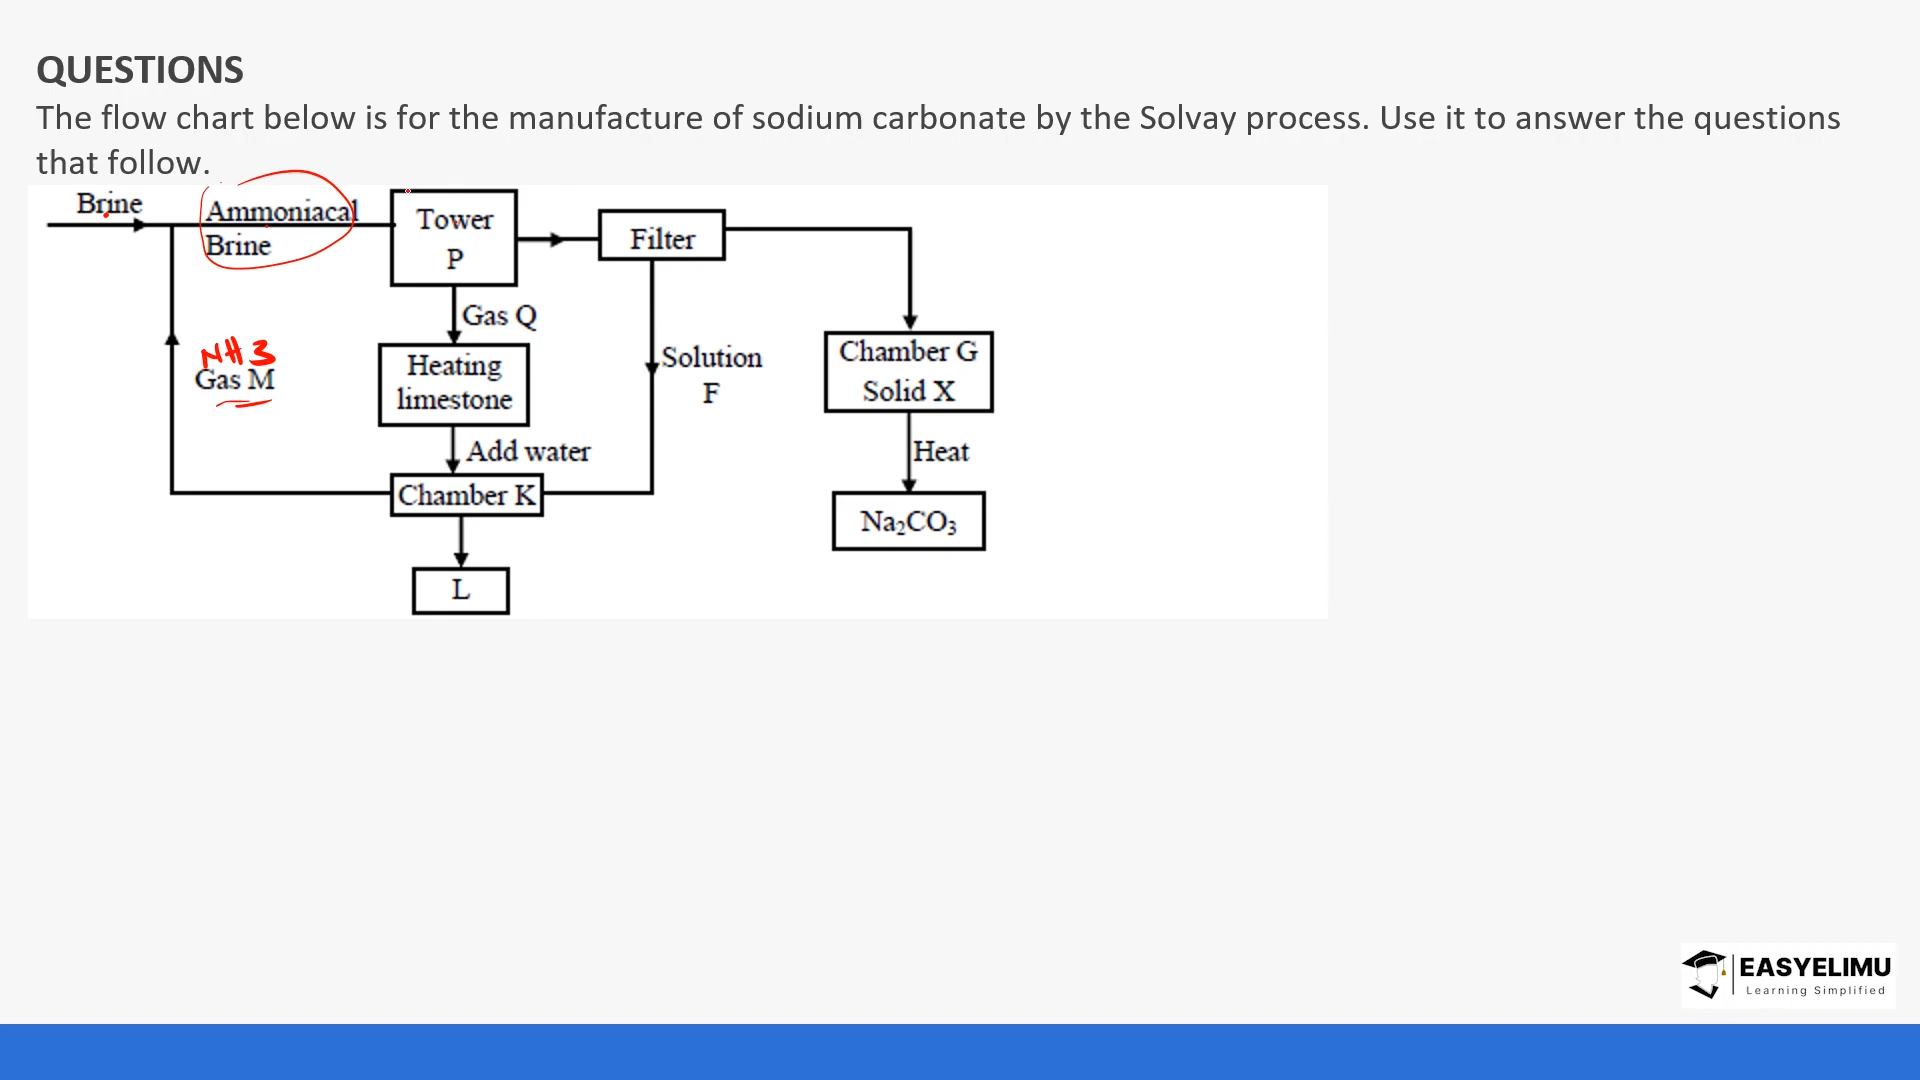 QUESTIONS
The flow chart below is for the manufacture of sodium carbonate by the Solvay process. Use it to answer the questions
that follow.
Brine
Ammoniacal
Brine
Tower
P
Filter
Gas Q
NH3
Gas M
Heating
limestone
Solution
F
Chamber G
Solid X
Add water
Heat
Chamber K
Na₂CO₃
L
EASYELIMU
Learning Simplified